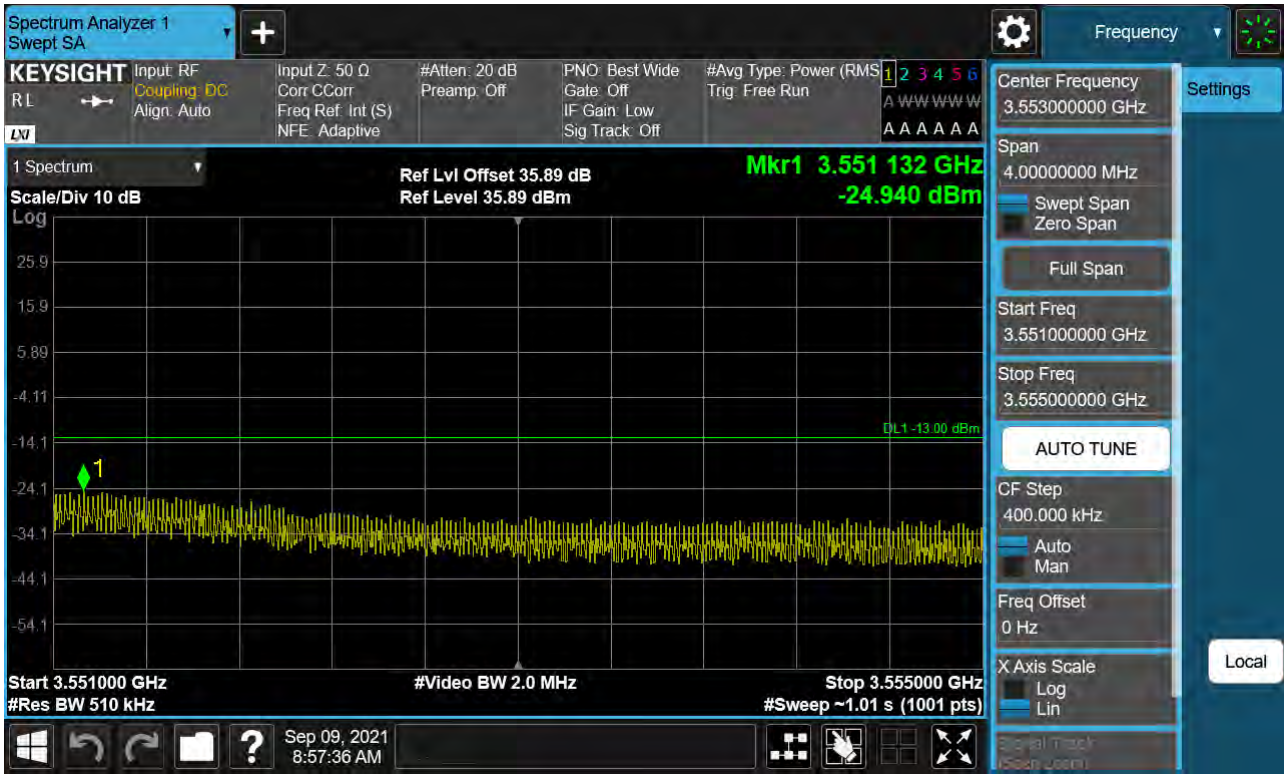 Spectrum Analyzer 1
Swept SA
+
Frequency
KEYSIGHT
RL
LXI
Input: RF
Coupling: DC
Align: Auto
Input Z: 50 Ω
Corr CCorr
Freq Ref: Int (S)
NFE: Adaptive
#Atten: 20 dB
Preamp: Off
PNO: Best Wide
Gate: Off
IF Gain: Low
Sig Track: Off
#Avg Type: Power (RMS
Trig: Free Run
1 2 3 4 5 6
A W W W W W
A A A A A A
1 Spectrum
Scale/Div 10 dB
Log
Ref Lvl Offset 35.89 dB
Ref Level 35.89 dBm
Mkr1 3.551 132 GHz
-24.940 dBm
25.9
15.9
5.89
-4.11
-14.1
-24.1
-34.1
-44.1
-54.1
DL1 -13.00 dBm
1
Start 3.551000 GHz
#Res BW 510 kHz
#Video BW 2.0 MHz
Stop 3.555000 GHz
#Sweep ~1.01 s (1001 pts)
Center Frequency
3.553000000 GHz
Span
4.00000000 MHz
Swept Span
Zero Span
Full Span
Start Freq
3.551000000 GHz
Stop Freq
3.555000000 GHz
AUTO TUNE
CF Step
400.000 kHz
Auto
Man
Freq Offset
0 Hz
X Axis Scale
Log
Lin
Signal Track
(Span Zoom)
Settings
Local
?
Sep 09, 2021
8:57:36 AM